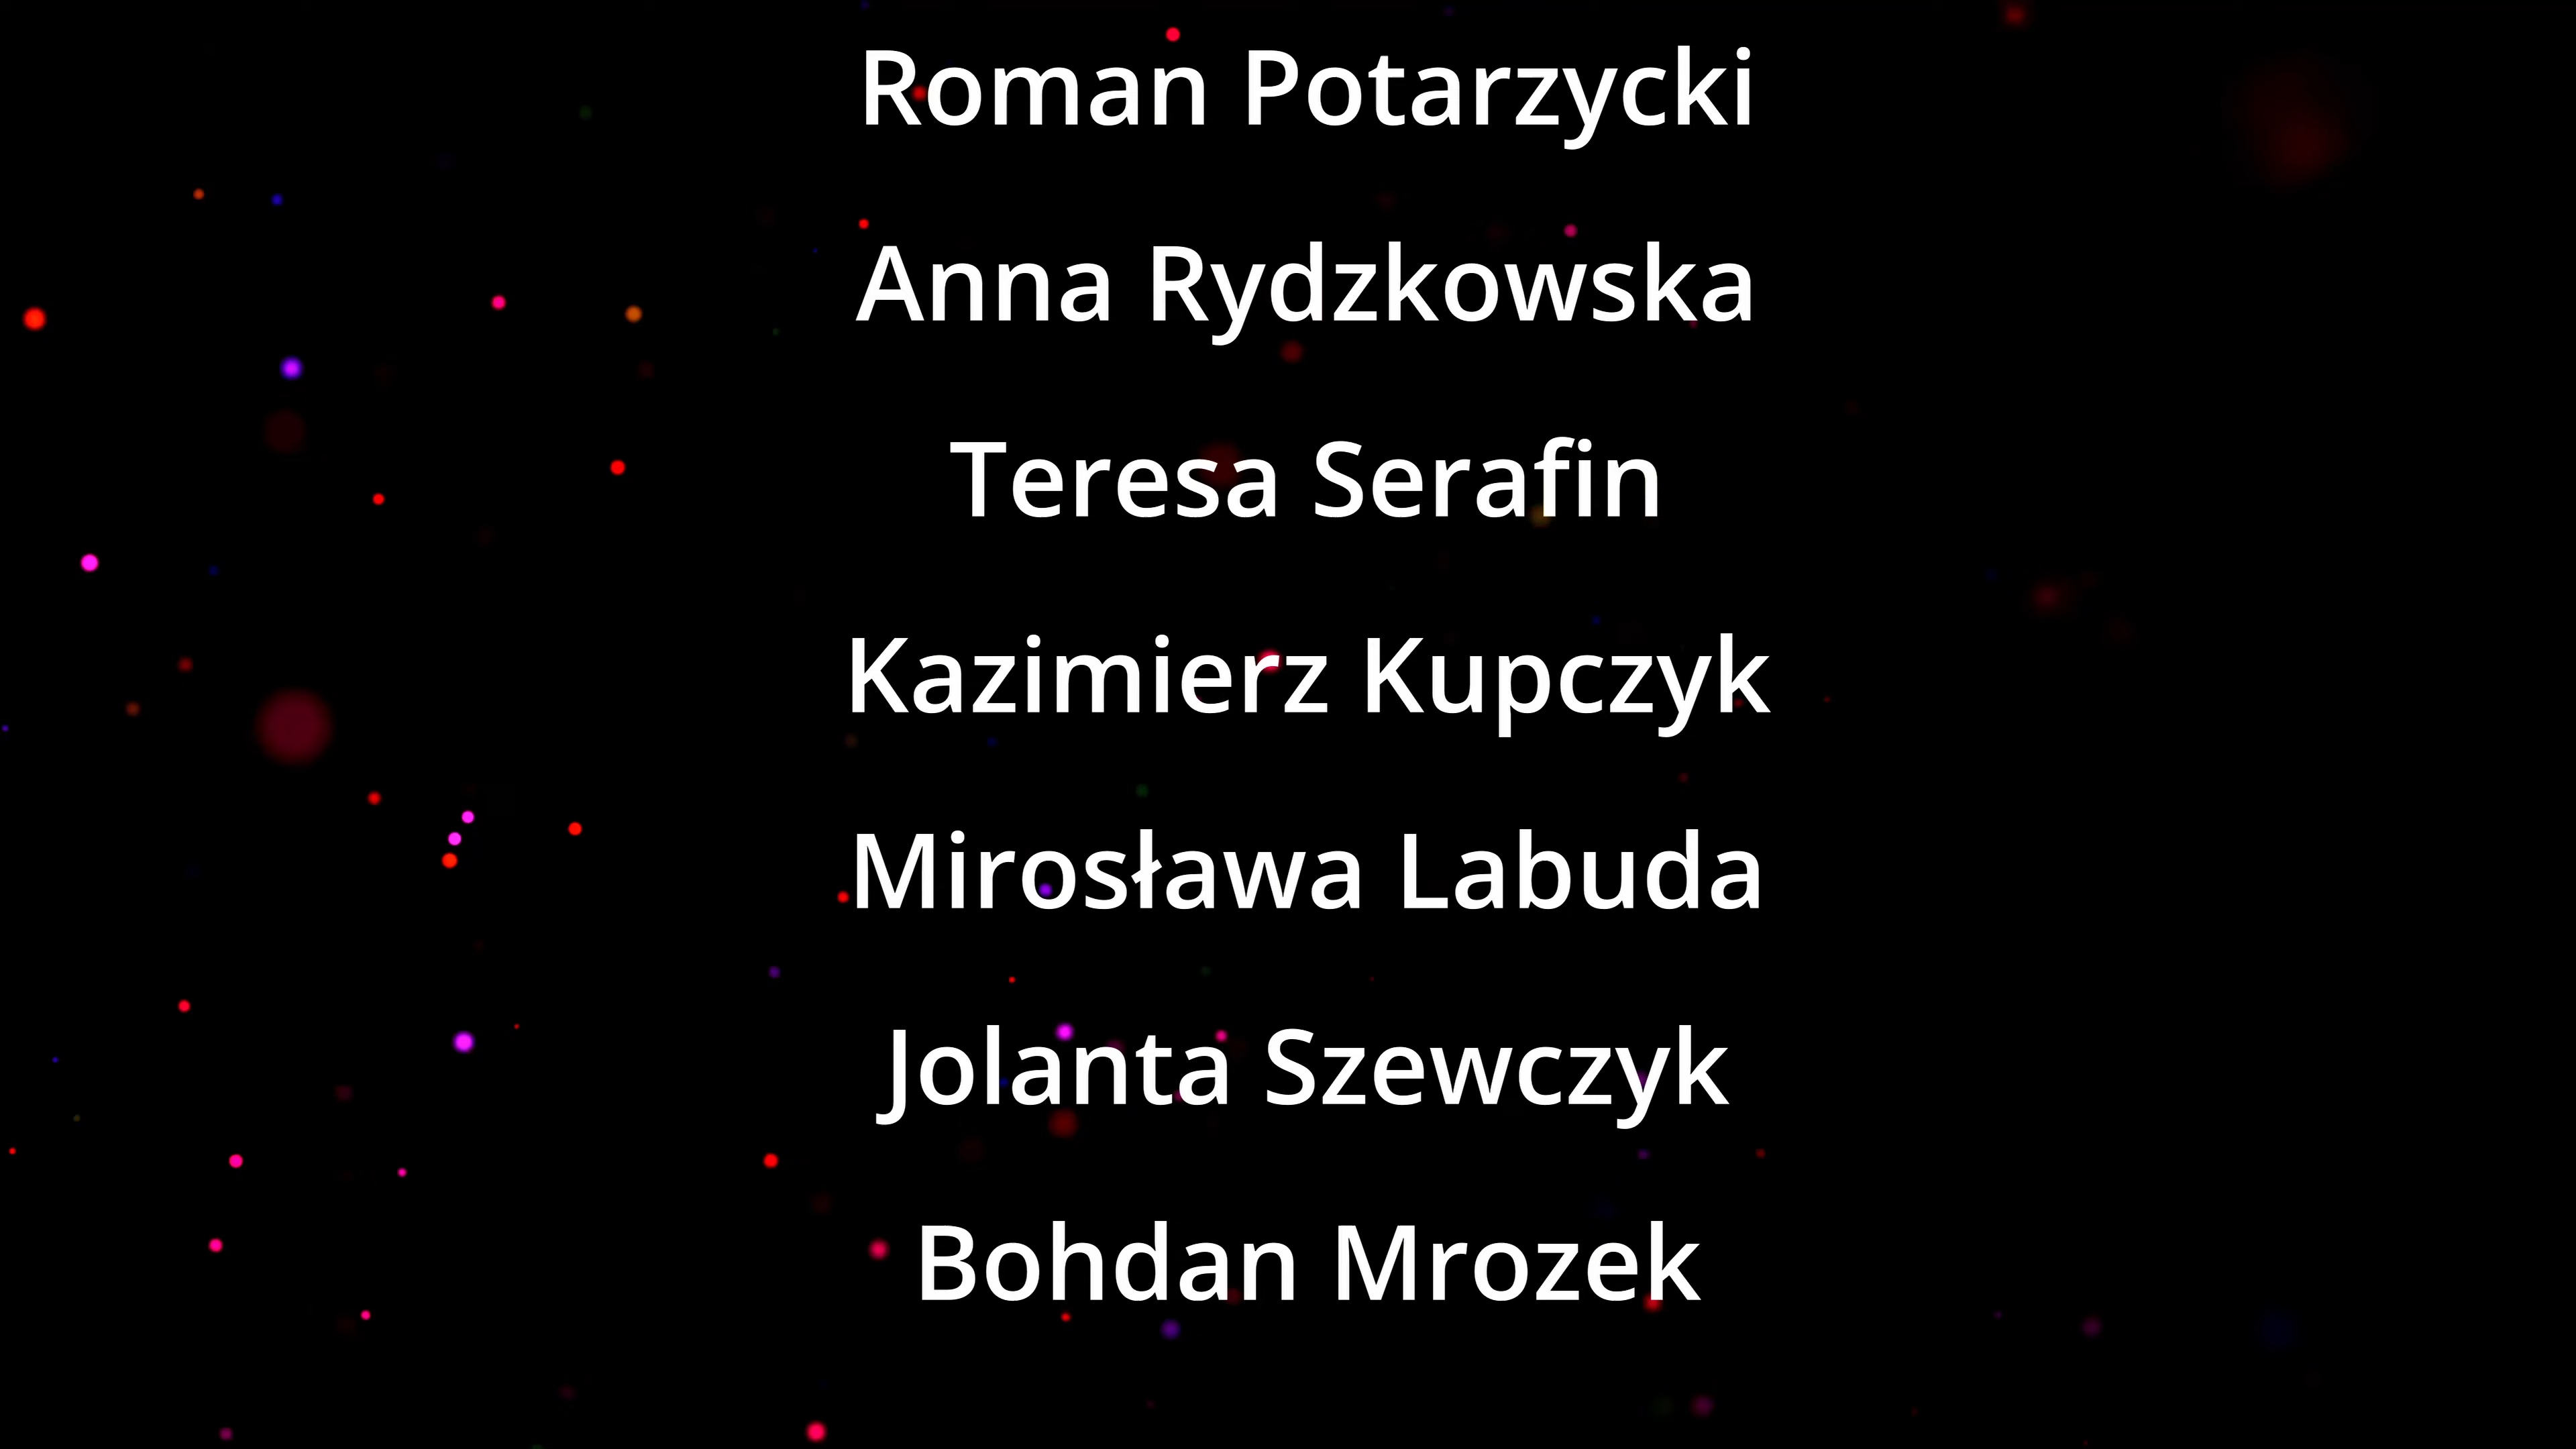 Roman Potarzycki
Anna Rydzkowska
Teresa Serafin
Kazimierz Kupczyk
Mirosława Labuda
Jolanta Szewczyk
Bohdan Mrozek